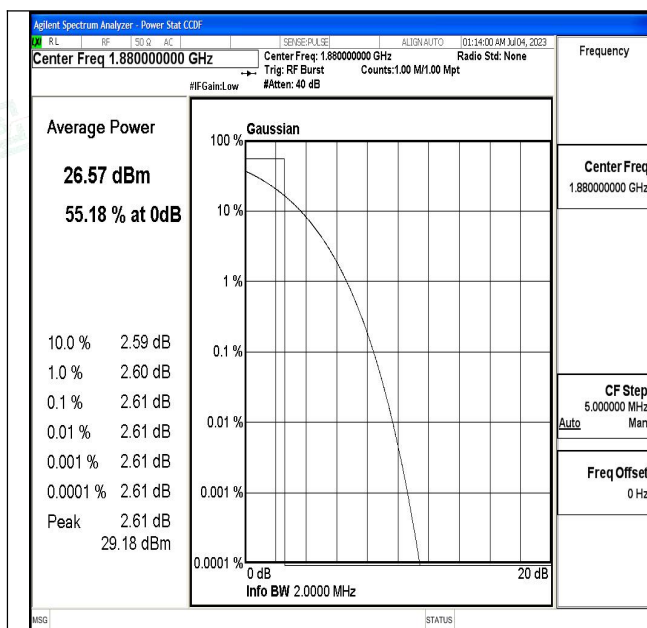 Agilent Spectrum Analyzer - Power Stat CCDF
RL RF 50 Ω AC SENSE:PULSE ALIGN AUTO 01:14:00 AM Jul 04, 2023
Center Freq 1.880000000 GHz
Center Freq: 1.880000000 GHz Radio Std: None
Trig: RF Burst Counts:1.00 M/1.00 Mpt
#IFGain:Low #Atten: 40 dB
Frequency
Average Power
26.57 dBm
55.18 % at 0dB
10.0 % 2.59 dB
1.0 % 2.60 dB
0.1 % 2.61 dB
0.01 % 2.61 dB
0.001 % 2.61 dB
0.0001 % 2.61 dB
Peak 2.61 dB
29.18 dBm
Gaussian
100 %
10 %
1 %
0.1 %
0.01 %
0.001 %
0.0001 %
0 dB 20 dB
Info BW 2.0000 MHz
Center Freq
1.880000000 GHz
CF Step
5.000000 MHz
Auto Man
Freq Offset
0 Hz
MSG STATUS